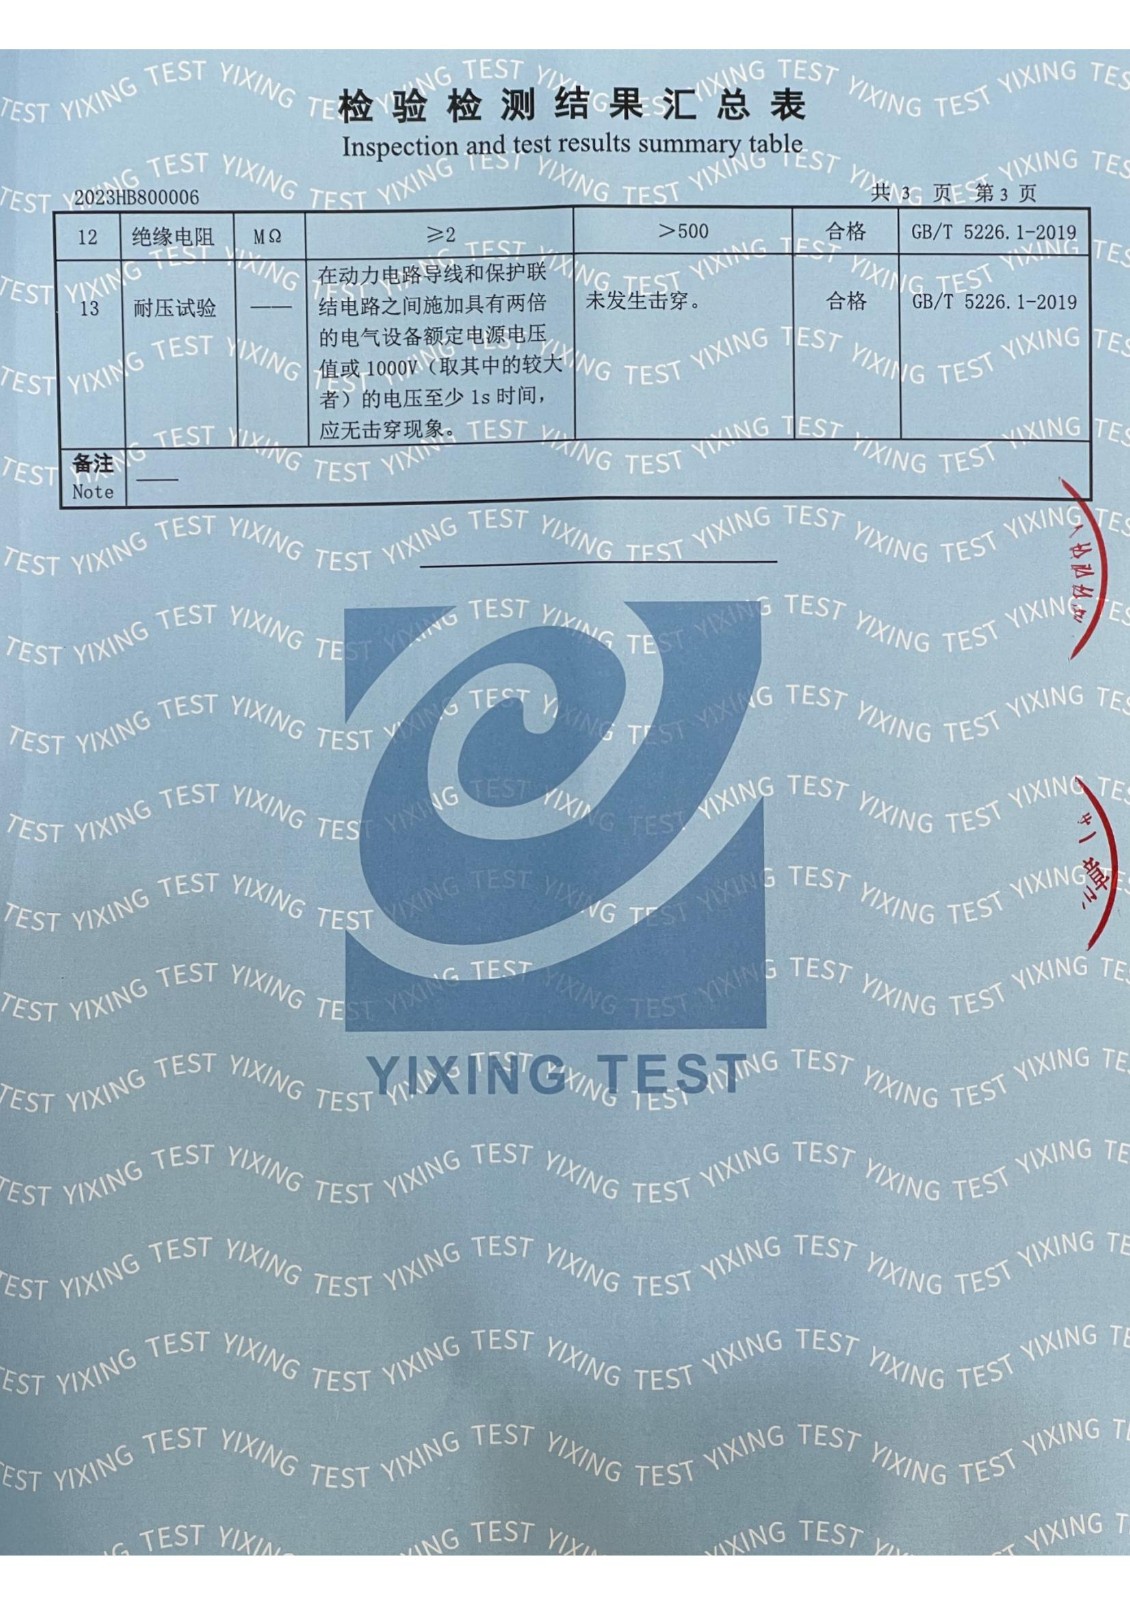 检验检测结果汇总表
Inspection and test results summary table
2023HB800006 共 3 页 第 3 页
12 绝缘电阻 MΩ ≥2 >500 合格 GB/T 5226.1-2019
13 耐压试验 —— 在动力电路导线和保护联 未发生击穿。 合格 GB/T 5226.1-2019
结电路之间施加具有两倍
的电气设备额定电源电压
值或 1000V（取其中的较大
者）的电压至少 1s 时间，
应无击穿现象。
备注 ——
Note
YIXING TEST